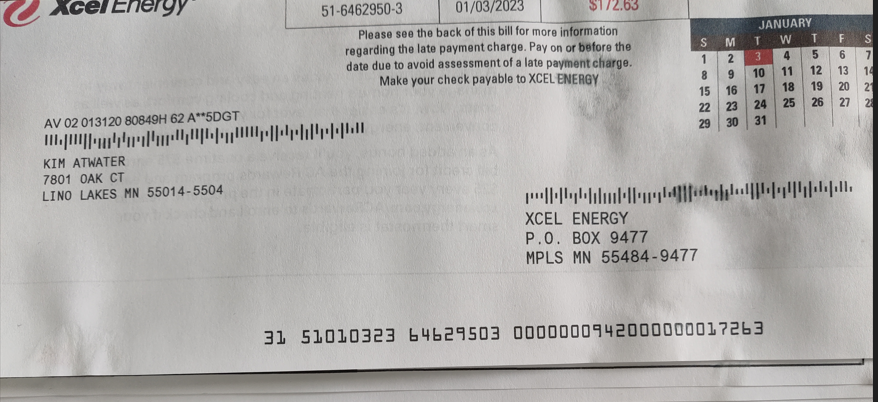 Xcel Energy
51-6462950-3 01/03/2023 $172.63
Please see the back of this bill for more information
regarding the late payment charge. Pay on or before the
date due to avoid assessment of a late payment charge.
Make your check payable to XCEL ENERGY
JANUARY
S M T W T F S
1 2 3 4 5 6 7
8 9 10 11 12 13 14
15 16 17 18 19 20 21
22 23 24 25 26 27 28
29 30 31
AV 02 013120 80849H 62 A**5DGT
KIM ATWATER
7801 OAK CT
LINO LAKES MN 55014-5504
XCEL ENERGY
P.O. BOX 9477
MPLS MN 55484-9477
31 51010323 64629503 0000000942000000017263